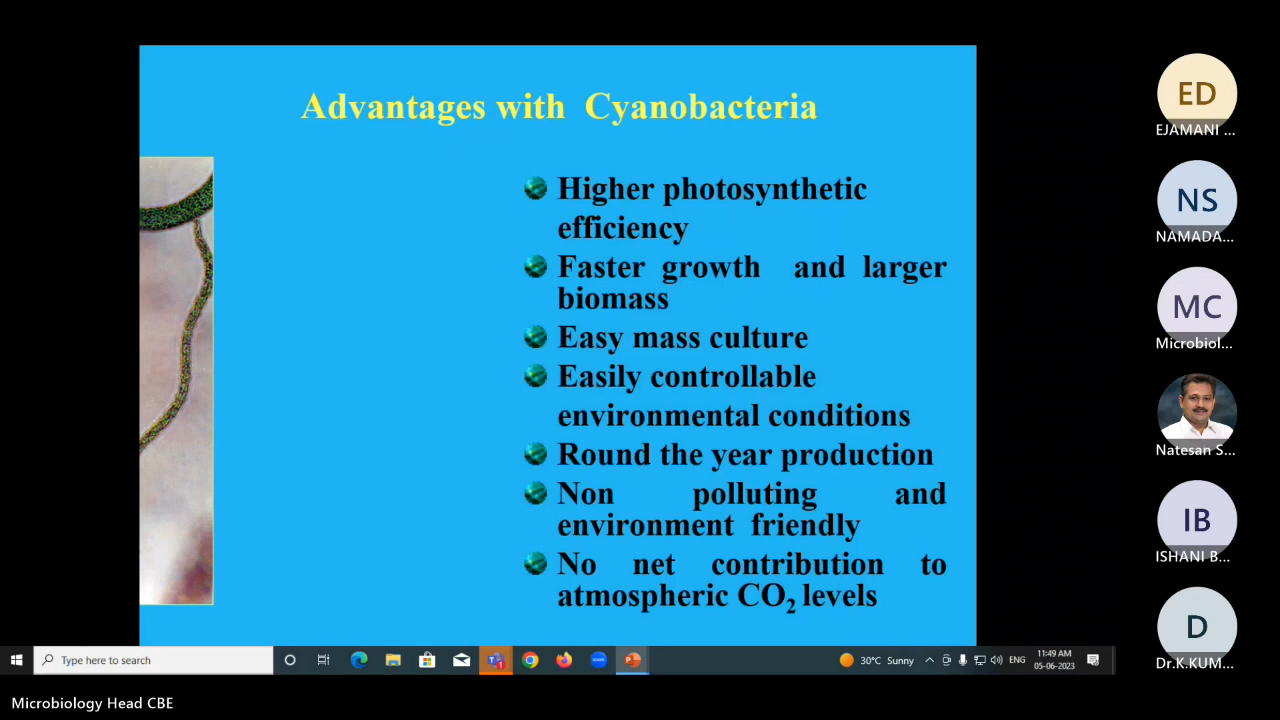 Advantages with Cyanobacteria
Higher photosynthetic
efficiency
Faster growth and larger
biomass
Easy mass culture
Easily controllable
environmental conditions
Round the year production
Non polluting and
environment friendly
No net contribution to
atmospheric CO2 levels
ED
EJAMANI ...
NS
NAMADA...
MC
Microbiol...
Natesan S...
IB
ISHANI B...
D
Dr.K.KUM...
Type here to search
30°C Sunny
ENG
11:49 AM
05-06-2023
Microbiology Head CBE